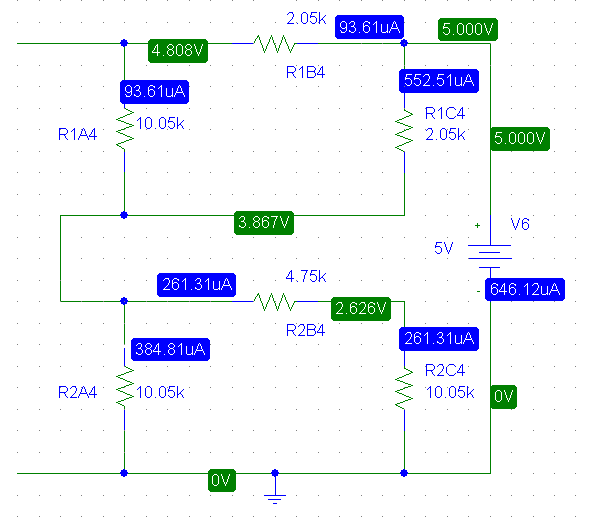 2.05k
93.61uA
5.000V
4.808V
R1B4
93.61uA
552.51uA
R1A4
10.05k
R1C4
2.05k
5.000V
3.867V
+
V6
5V
4.75k
261.31uA
-
646.12uA
2.626V
R2B4
384.81uA
261.31uA
R2A4
10.05k
R2C4
10.05k
0V
0V